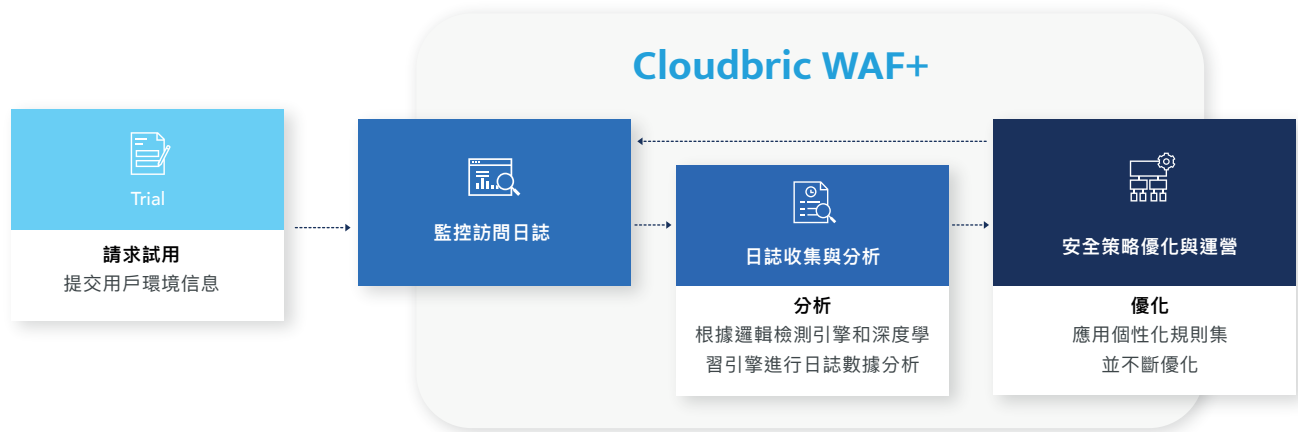 Cloudbric WAF+
Trial
請求試用
提交用戶環境信息
監控訪問日誌
日誌收集與分析
分析
根據邏輯檢測引擎和深度學
習引擎進行日誌數據分析
安全策略優化與運營
優化
應用個性化規則集
並不斷優化